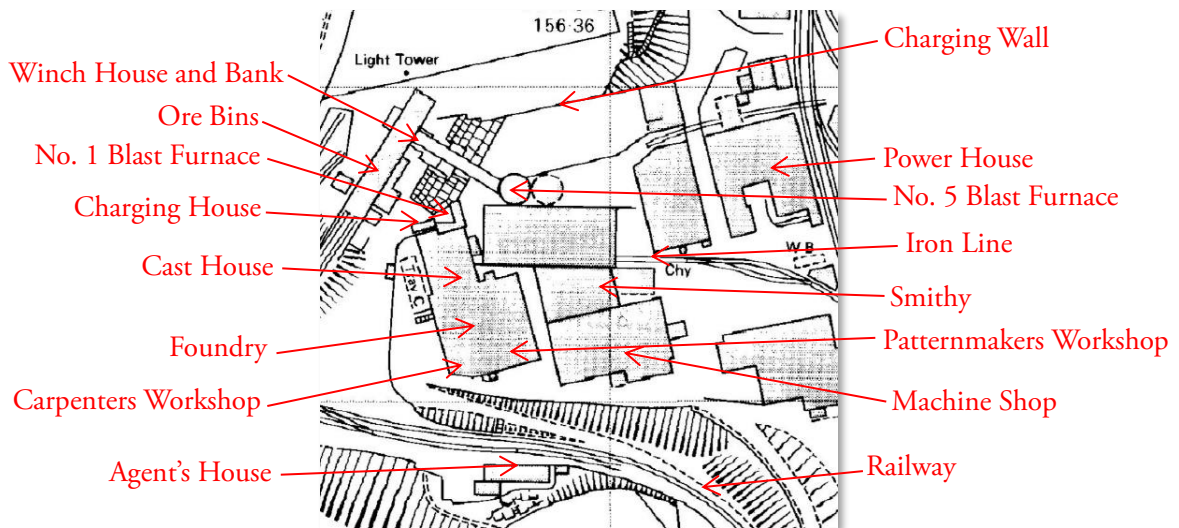 156·36
Light Tower
Charging Wall
Winch House and Bank
Ore Bins
No. 1 Blast Furnace
Power House
No. 5 Blast Furnace
Charging House
Iron Line
W B
Cast House
Chy
Smithy
Foundry
Patternmakers Workshop
Carpenters Workshop
Machine Shop
Agent's House
Railway